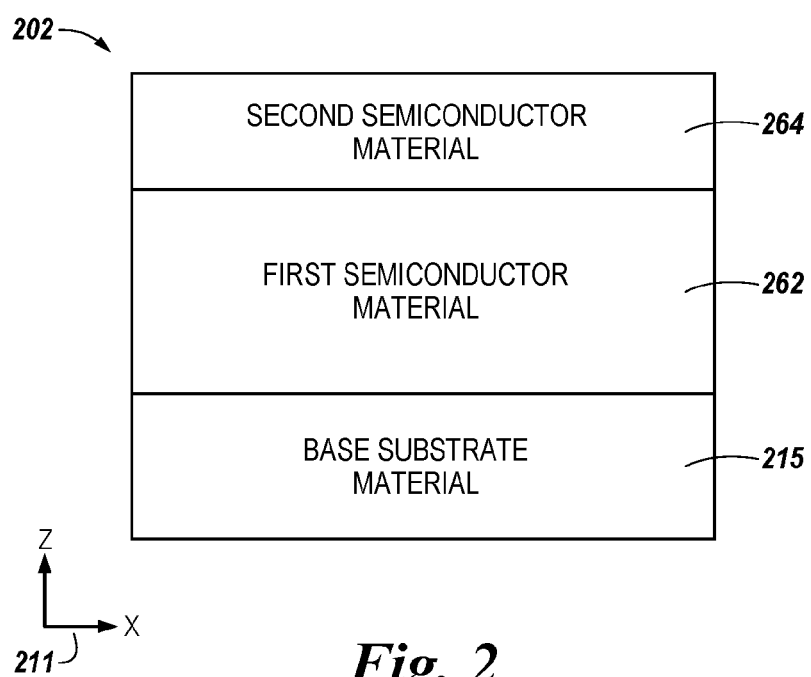 202
SECOND SEMICONDUCTOR
MATERIAL
264
FIRST SEMICONDUCTOR
MATERIAL
262
BASE SUBSTRATE
MATERIAL
215
Z
X
211
Fig. 2